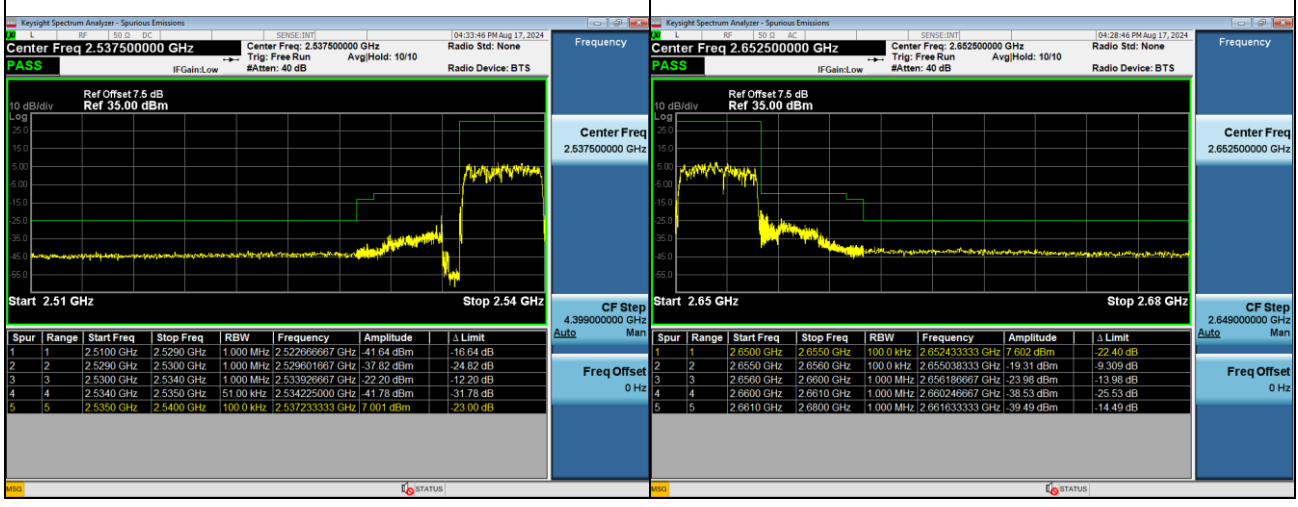 Keysight Spectrum Analyzer - Spurious Emissions
L RF 50 Ω DC SENSE:INT 04:33:46 PM Aug 17, 2024
Center Freq 2.537500000 GHz
Center Freq: 2.537500000 GHz Radio Std: None
Trig: Free Run Avg|Hold: 10/10
PASS IFGain:Low #Atten: 40 dB Radio Device: BTS
Ref Offset 7.5 dB
10 dB/div Ref 35.00 dBm
Log
25.0
15.0
5.00
-5.00
-15.0
-25.0
-35.0
-45.0
-55.0
Start 2.51 GHz Stop 2.54 GHz
Spur Range Start Freq Stop Freq RBW Frequency Amplitude Δ Limit
1 1 2.5100 GHz 2.5290 GHz 1.000 MHz 2.522666667 GHz -41.64 dBm -16.64 dB
2 2 2.5290 GHz 2.5300 GHz 1.000 MHz 2.529601667 GHz -37.82 dBm -24.82 dB
3 3 2.5300 GHz 2.5340 GHz 1.000 MHz 2.533926667 GHz -22.20 dBm -12.20 dB
4 4 2.5340 GHz 2.5350 GHz 51.00 kHz 2.534225000 GHz -41.78 dBm -31.78 dB
5 5 2.5350 GHz 2.5400 GHz 100.0 kHz 2.537233333 GHz 7.001 dBm -23.00 dB
MSG STATUS
Frequency
Center Freq
2.537500000 GHz
CF Step
4.399000000 GHz
Auto Man
Freq Offset
0 Hz
Keysight Spectrum Analyzer - Spurious Emissions
L RF 50 Ω AC SENSE:INT 04:28:46 PM Aug 17, 2024
Center Freq 2.652500000 GHz
Center Freq: 2.652500000 GHz Radio Std: None
Trig: Free Run Avg|Hold: 10/10
PASS IFGain:Low #Atten: 40 dB Radio Device: BTS
Ref Offset 7.5 dB
10 dB/div Ref 35.00 dBm
Log
25.0
15.0
5.00
-5.00
-15.0
-25.0
-35.0
-45.0
-55.0
Start 2.65 GHz Stop 2.68 GHz
Spur Range Start Freq Stop Freq RBW Frequency Amplitude Δ Limit
1 1 2.6500 GHz 2.6550 GHz 100.0 kHz 2.652433333 GHz 7.602 dBm -22.40 dB
2 2 2.6550 GHz 2.6560 GHz 100.0 kHz 2.655038333 GHz -19.31 dBm -9.309 dB
3 3 2.6560 GHz 2.6600 GHz 1.000 MHz 2.656186667 GHz -23.98 dBm -13.98 dB
4 4 2.6600 GHz 2.6610 GHz 1.000 MHz 2.660246667 GHz -38.53 dBm -25.53 dB
5 5 2.6610 GHz 2.6800 GHz 1.000 MHz 2.661633333 GHz -39.49 dBm -14.49 dB
MSG STATUS
Frequency
Center Freq
2.652500000 GHz
CF Step
2.649000000 GHz
Auto Man
Freq Offset
0 Hz